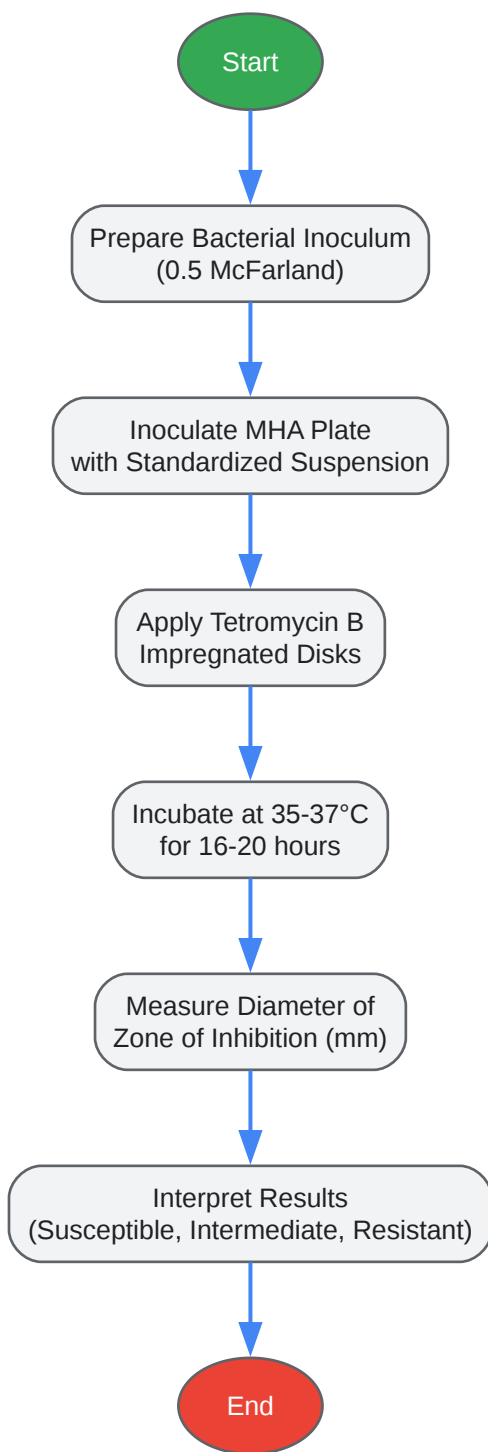 Start
Prepare Bacterial Inoculum
(0.5 McFarland)
Inoculate MHA Plate
with Standardized Suspension
Apply Tetromycin B
Impregnated Disks
Incubate at 35-37°C
for 16-20 hours
Measure Diameter of
Zone of Inhibition (mm)
Interpret Results
(Susceptible, Intermediate, Resistant)
End